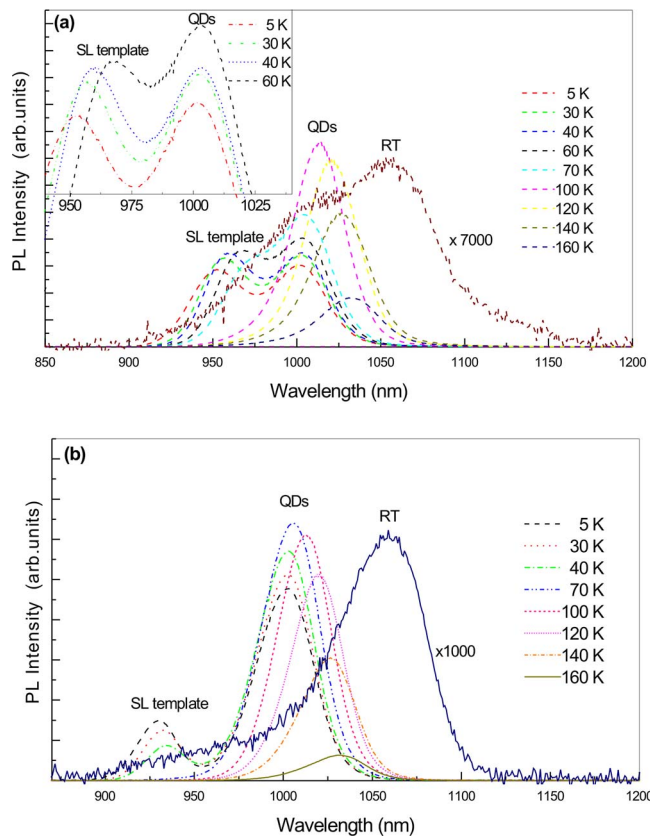 (a)
QDs
SL template
5 K
30 K
40 K
60 K
950 975 1000 1025
QDs
RT
SL template
x 7000
5 K
30 K
40 K
60 K
70 K
100 K
120 K
140 K
160 K
PL Intensity (arb.units)
850 900 950 1000 1050 1100 1150 1200
Wavelength (nm)
(b)
QDs
RT
SL template
x1000
5 K
30 K
40 K
70 K
100 K
120 K
140 K
160 K
PL Intensity (arb.units)
900 950 1000 1050 1100 1150 1200
Wavelength (nm)